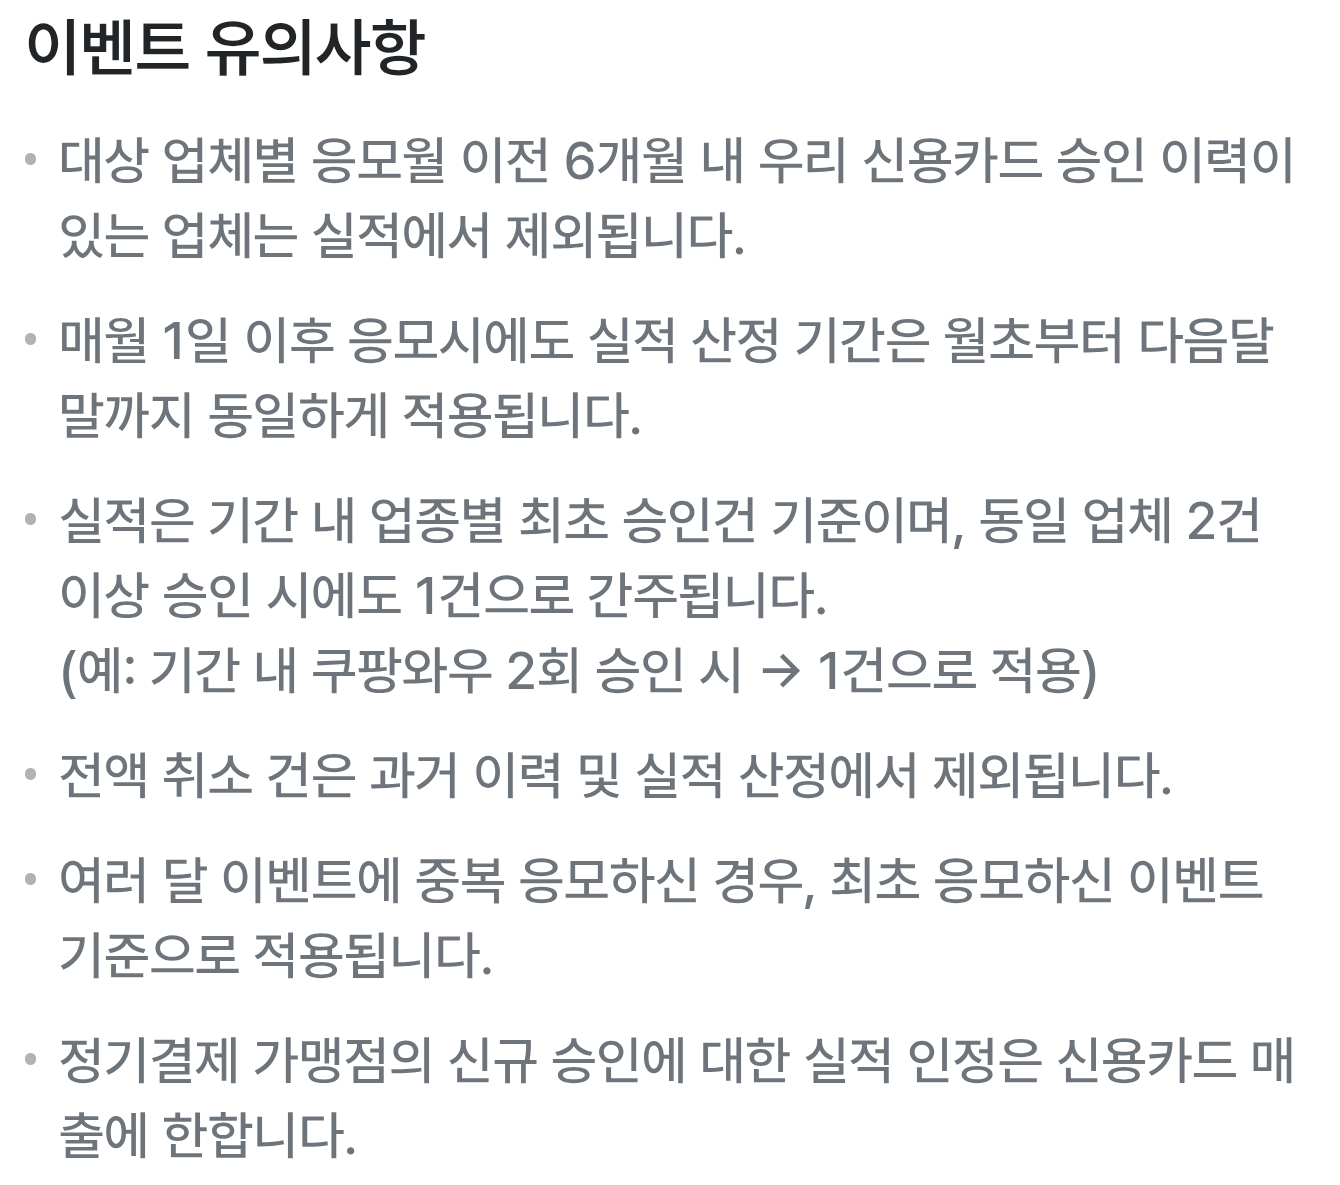 이벤트 유의사항
• 대상 업체별 응모월 이전 6개월 내 우리 신용카드 승인 이력이
있는 업체는 실적에서 제외됩니다.
• 매월 1일 이후 응모시에도 실적 산정 기간은 월초부터 다음달
말까지 동일하게 적용됩니다.
• 실적은 기간 내 업종별 최초 승인건 기준이며, 동일 업체 2건
이상 승인 시에도 1건으로 간주됩니다.
(예: 기간 내 쿠팡와우 2회 승인 시 → 1건으로 적용)
• 전액 취소 건은 과거 이력 및 실적 산정에서 제외됩니다.
• 여러 달 이벤트에 중복 응모하신 경우, 최초 응모하신 이벤트
기준으로 적용됩니다.
• 정기결제 가맹점의 신규 승인에 대한 실적 인정은 신용카드 매
출에 한합니다.